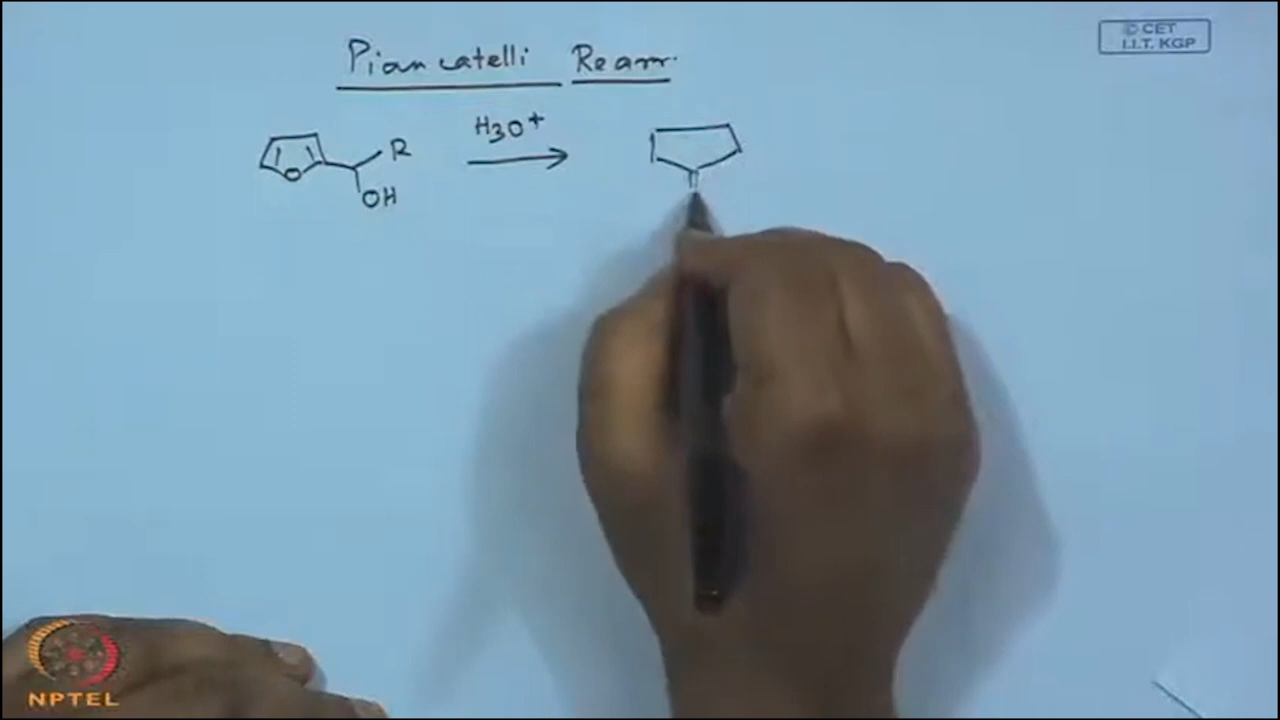 Piancatelli Rearr.
© CET
I.I.T. KGP
H3O+
R
O
OH
NPTEL